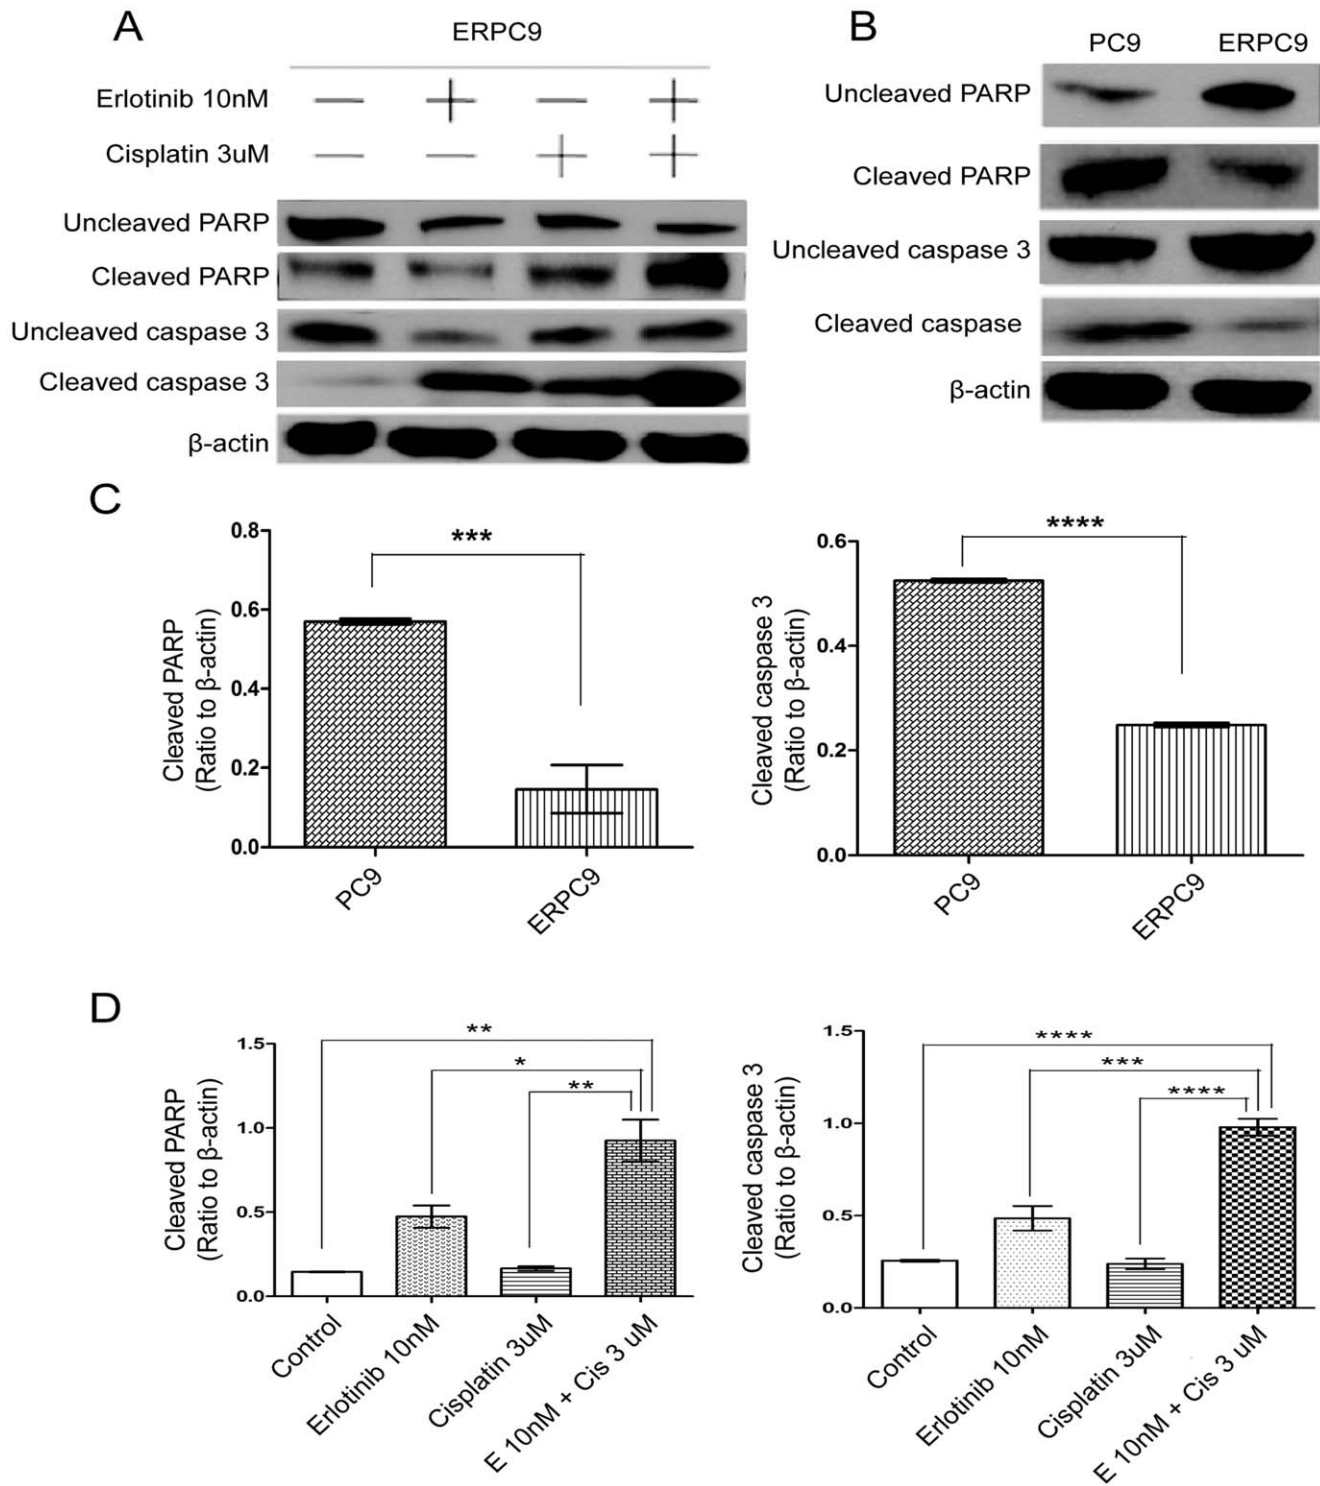 A
ERPC9
Erlotinib 10nM
Cisplatin 3uM
Uncleaved PARP
Cleaved PARP
Uncleaved caspase 3
Cleaved caspase 3
β-actin
B
PC9 ERPC9
Uncleaved PARP
Cleaved PARP
Uncleaved caspase 3
Cleaved caspase
β-actin
C
Cleaved PARP
(Ratio to β-actin)
0.8
0.6
0.4
0.2
0.0
***
PC9
ERPC9
Cleaved caspase 3
(Ratio to β-actin)
0.6
0.4
0.2
0.0
****
PC9
ERPC9
D
Cleaved PARP
(Ratio to β-actin)
1.5
1.0
0.5
0.0
**
*
**
Control
Erlotinib 10nM
Cisplatin 3uM
E 10nM + Cis 3 uM
Cleaved caspase 3
(Ratio to β-actin)
1.5
1.0
0.5
0.0
****
***
****
Control
Erlotinib 10nM
Cisplatin 3uM
E 10nM + Cis 3 uM